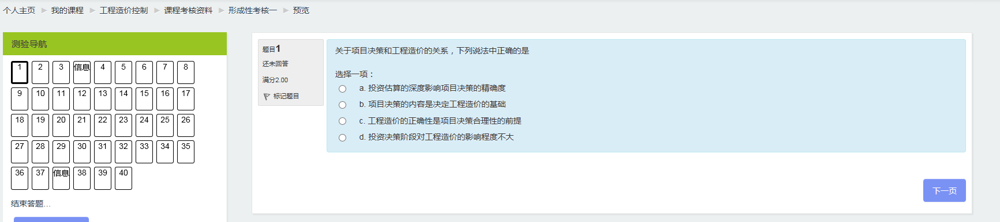 个人主页 ▶ 我的课程 ▶ 工程造价控制 ▶ 课程考核资料 ▶ 形成性考核一 ▶ 预览
测验导航
1 2 3 信息 4 5 6 7 8
9 10 11 12 13 14 15 16 17
18 19 20 21 22 23 24 25 26
27 28 29 30 31 32 33 34 35
36 37 信息 38 39 40
结束答题...
题目1
还未回答
满分2.00
标记题目
关于项目决策和工程造价的关系，下列说法中正确的是
选择一项：
a. 投资估算的深度影响项目决策的精确度
b. 项目决策的内容是决定工程造价的基础
c. 工程造价的正确性是项目决策合理性的前提
d. 投资决策阶段对工程造价的影响程度不大
下一页